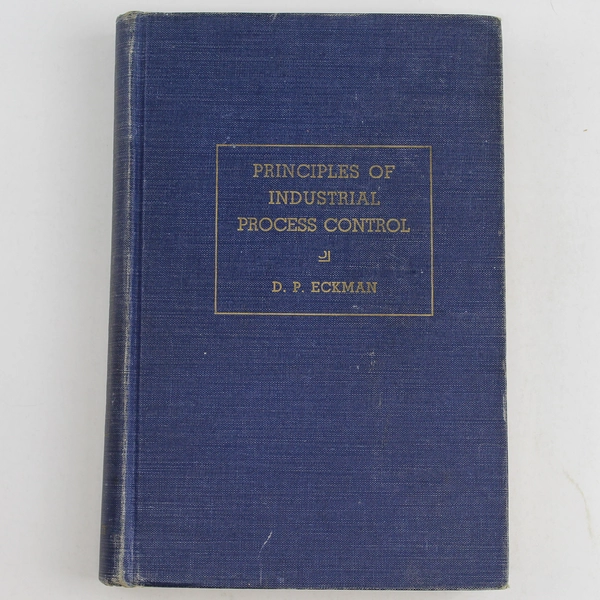 PRINCIPLES OF
INDUSTRIAL
PROCESS CONTROL
D. P. ECKMAN